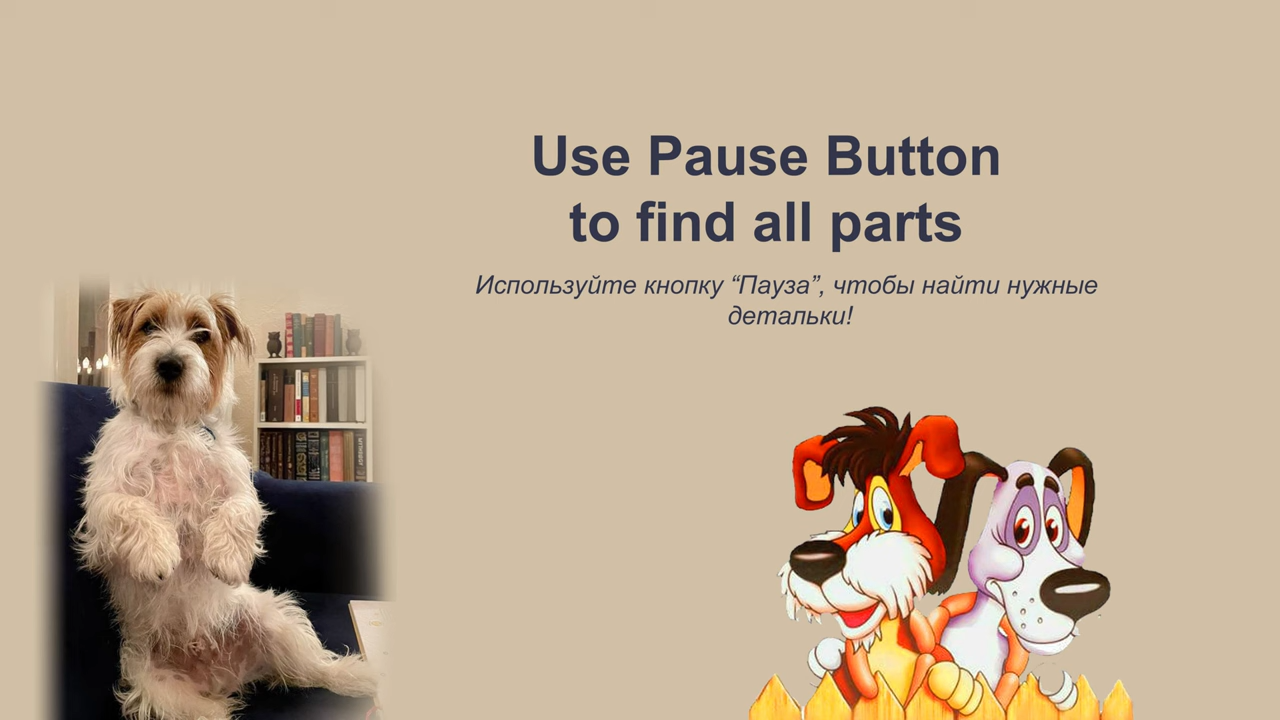 Use Pause Button
to find all parts
Используйте кнопку “Пауза”, чтобы найти нужные
детальки!